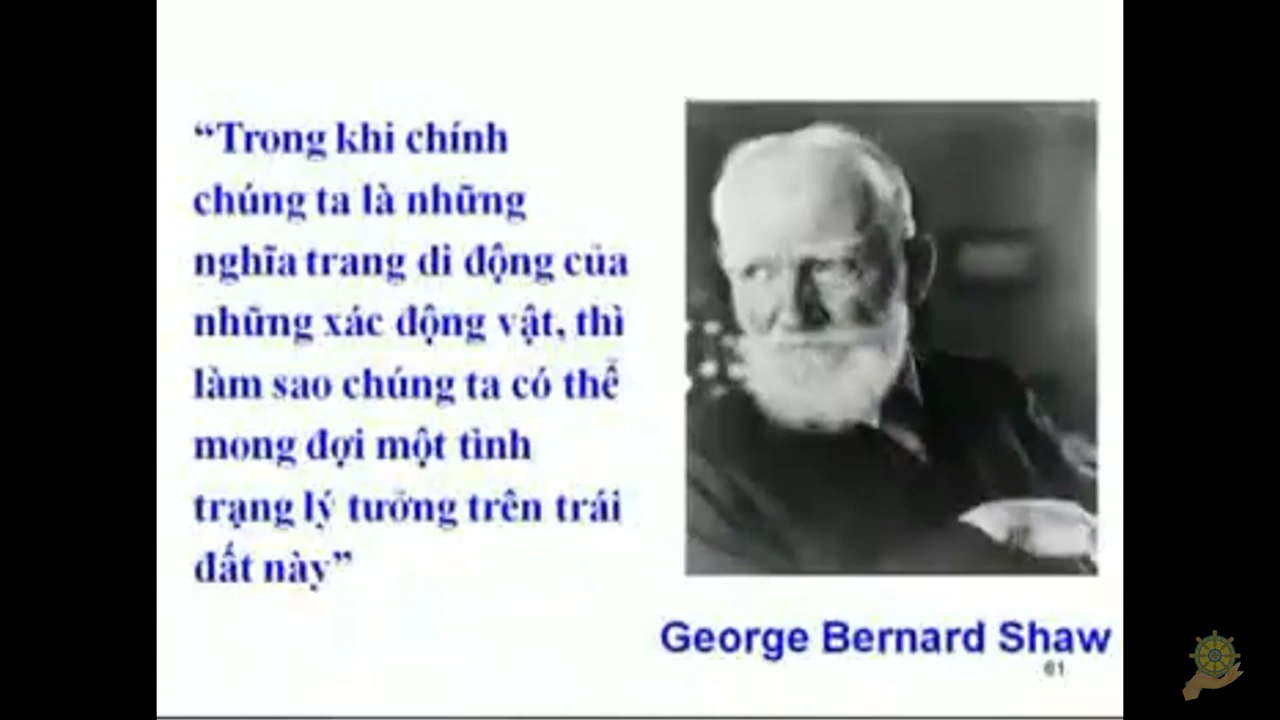 “Trong khi chính
chúng ta là những
nghĩa trang di động của
những xác động vật, thì
làm sao chúng ta có thể
mong đợi một tình
trạng lý tưởng trên trái
đất này”
George Bernard Shaw
61